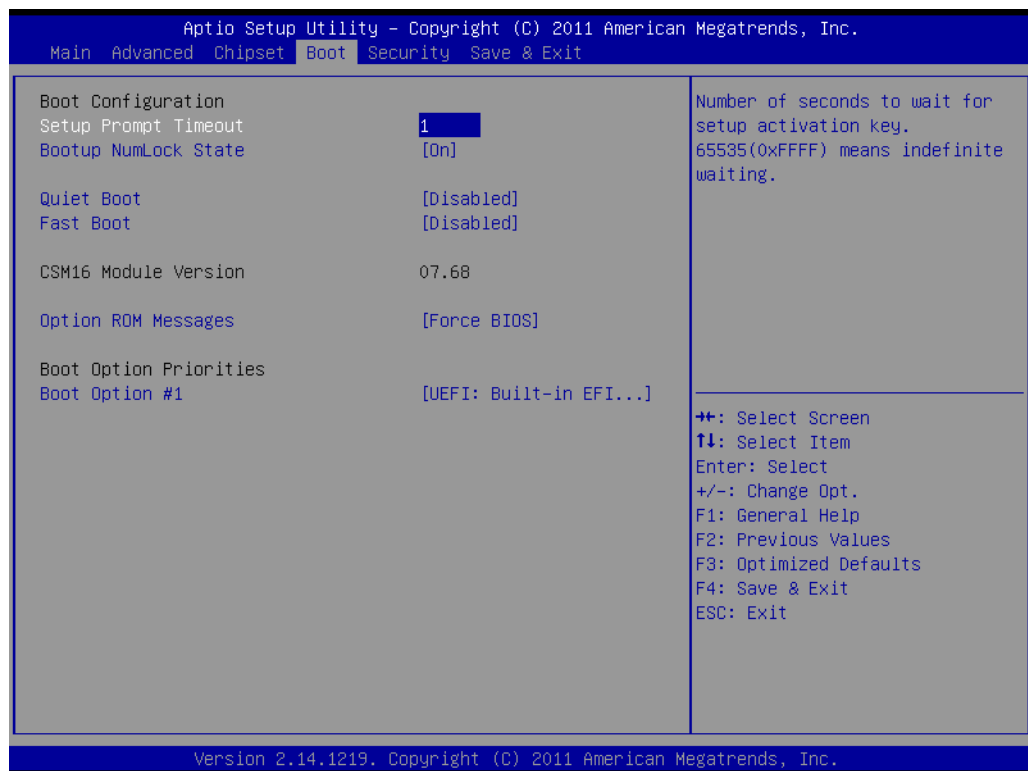 Aptio Setup Utility – Copyright (C) 2011 American Megatrends, Inc.
Main Advanced Chipset Boot Security Save & Exit
Boot Configuration
Setup Prompt Timeout 1
Bootup NumLock State [On]
Quiet Boot [Disabled]
Fast Boot [Disabled]
CSM16 Module Version 07.68
Option ROM Messages [Force BIOS]
Boot Option Priorities
Boot Option #1 [UEFI: Built-in EFI...]
Number of seconds to wait for
setup activation key.
65535(0xFFFF) means indefinite
waiting.
→←: Select Screen
↑↓: Select Item
Enter: Select
+/-: Change Opt.
F1: General Help
F2: Previous Values
F3: Optimized Defaults
F4: Save & Exit
ESC: Exit
Version 2.14.1219. Copyright (C) 2011 American Megatrends, Inc.